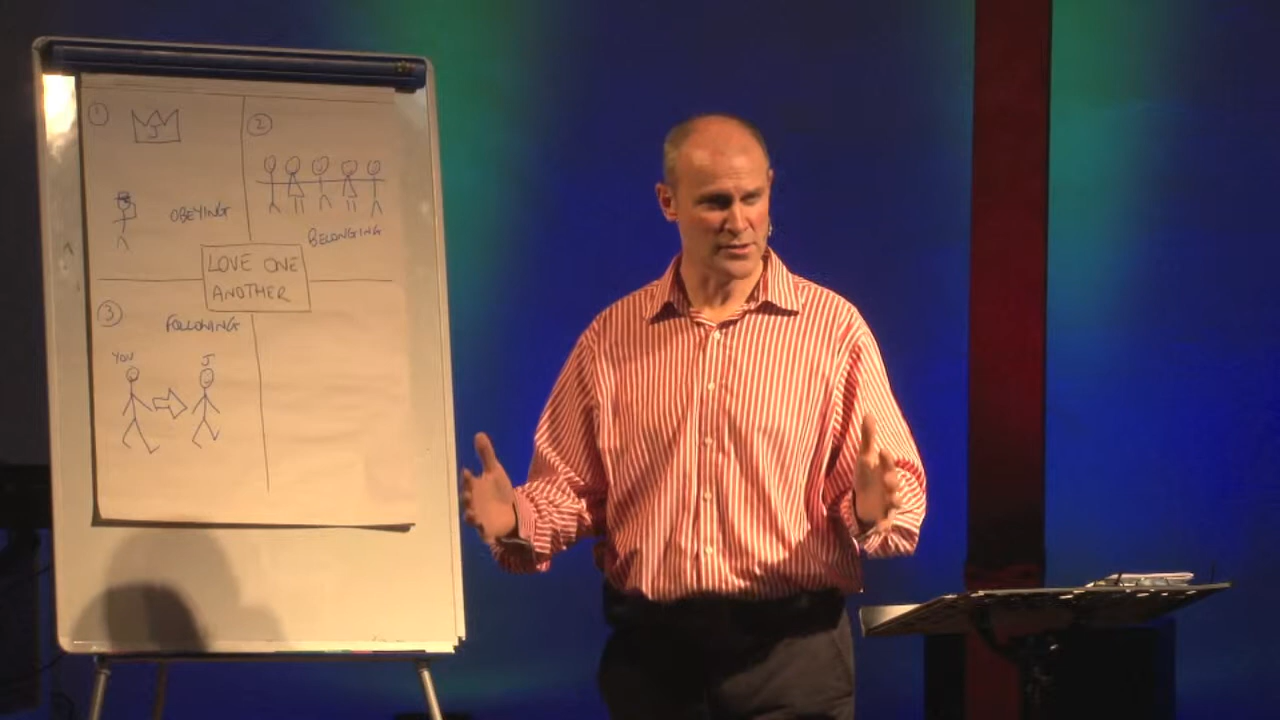 1
J
OBEYING
2
BELONGING
LOVE ONE
ANOTHER
3
FOLLOWING
YOU
J